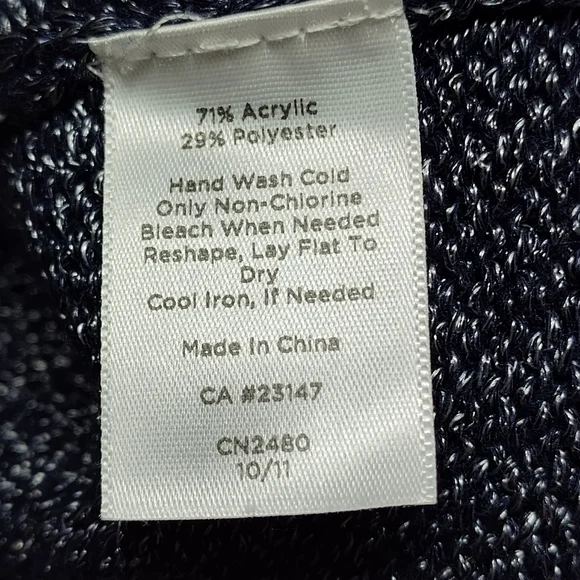 71% Acrylic
29% Polyester
Hand Wash Cold
Only Non-Chlorine
Bleach When Needed
Reshape, Lay Flat To
Dry
Cool Iron, If Needed
Made In China
CA #23147
CN2480
10/11